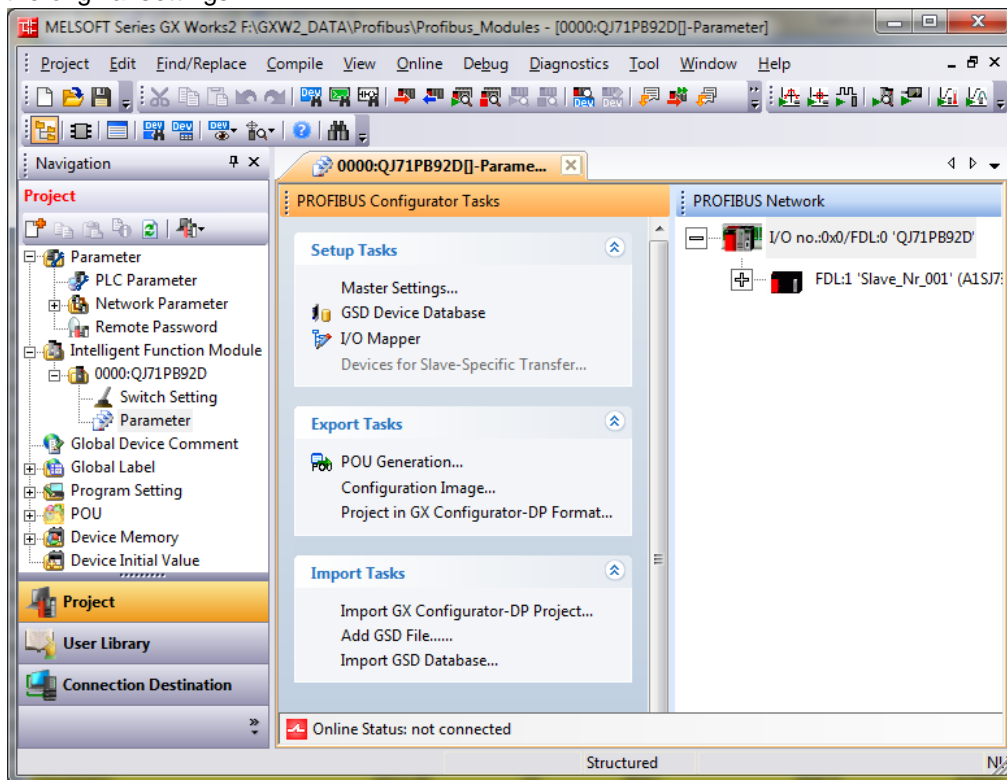 MELSOFT Series GX Works2 F:\GXW2_DATA\Profibus\Profibus_Modules - [0000:QJ71PB92D[]-Parameter]
Project Edit Find/Replace Compile View Online Debug Diagnostics Tool Window Help
Navigation
Project
Parameter
PLC Parameter
Network Parameter
Remote Password
Intelligent Function Module
0000:QJ71PB92D
Switch Setting
Parameter
Global Device Comment
Global Label
Program Setting
POU
Device Memory
Device Initial Value
Project
User Library
Connection Destination
0000:QJ71PB92D[]-Parame...
PROFIBUS Configurator Tasks
Setup Tasks
Master Settings...
GSD Device Database
I/O Mapper
Devices for Slave-Specific Transfer...
Export Tasks
POU Generation...
Configuration Image...
Project in GX Configurator-DP Format...
Import Tasks
Import GX Configurator-DP Project...
Add GSD File......
Import GSD Database...
PROFIBUS Network
I/O no.:0x0/FDL:0 'QJ71PB92D'
FDL:1 'Slave_Nr_001' (A1SJ7
Online Status: not connected
Structured